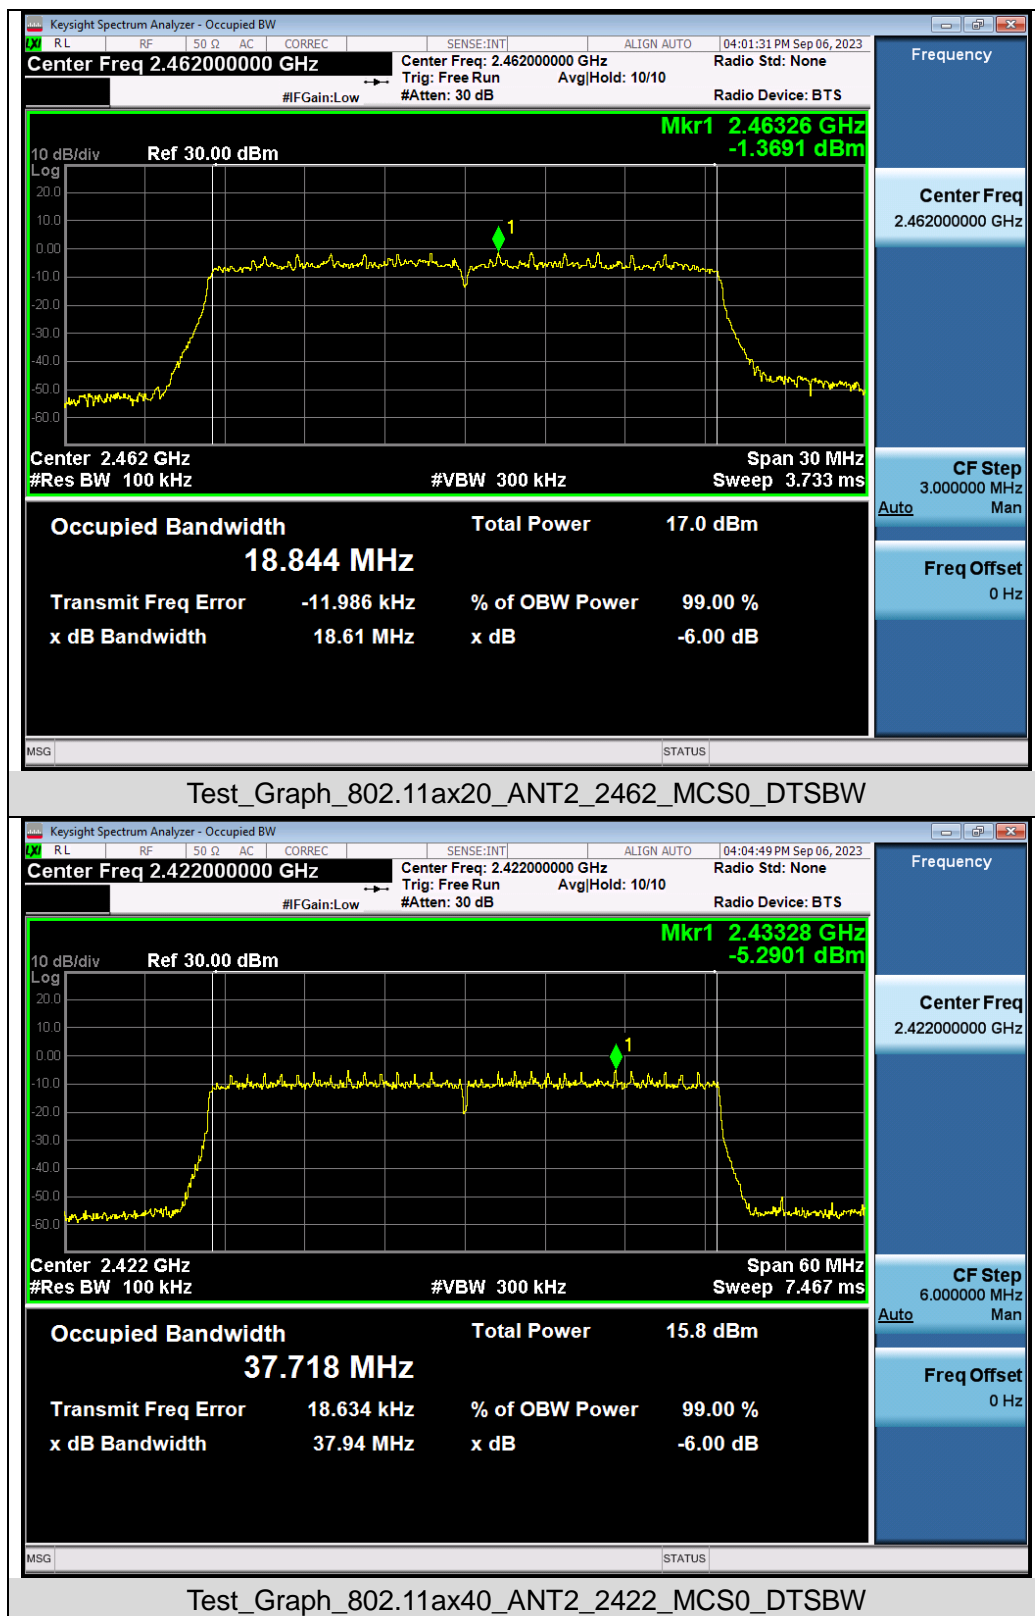 Keysight Spectrum Analyzer - Occupied BW
LXI RL RF 50 Ω AC CORREC SENSE:INT ALIGN AUTO 04:01:31 PM Sep 06, 2023
Center Freq 2.462000000 GHz Center Freq: 2.462000000 GHz Radio Std: None
Trig: Free Run Avg|Hold: 10/10
#IFGain:Low #Atten: 30 dB Radio Device: BTS
Mkr1 2.46326 GHz
-1.3691 dBm
10 dB/div Ref 30.00 dBm
Log
20.0
10.0
0.00
-10.0
-20.0
-30.0
-40.0
-50.0
-60.0
1
Center 2.462 GHz Span 30 MHz
#Res BW 100 kHz #VBW 300 kHz Sweep 3.733 ms
Occupied Bandwidth Total Power 17.0 dBm
18.844 MHz
Transmit Freq Error -11.986 kHz % of OBW Power 99.00 %
x dB Bandwidth 18.61 MHz x dB -6.00 dB
MSG STATUS
Frequency
Center Freq
2.462000000 GHz
CF Step
3.000000 MHz
Auto Man
Freq Offset
0 Hz
Test_Graph_802.11ax20_ANT2_2462_MCS0_DTSBW
Keysight Spectrum Analyzer - Occupied BW
LXI RL RF 50 Ω AC CORREC SENSE:INT ALIGN AUTO 04:04:49 PM Sep 06, 2023
Center Freq 2.422000000 GHz Center Freq: 2.422000000 GHz Radio Std: None
Trig: Free Run Avg|Hold: 10/10
#IFGain:Low #Atten: 30 dB Radio Device: BTS
Mkr1 2.43328 GHz
-5.2901 dBm
10 dB/div Ref 30.00 dBm
Log
20.0
10.0
0.00
-10.0
-20.0
-30.0
-40.0
-50.0
-60.0
1
Center 2.422 GHz Span 60 MHz
#Res BW 100 kHz #VBW 300 kHz Sweep 7.467 ms
Occupied Bandwidth Total Power 15.8 dBm
37.718 MHz
Transmit Freq Error 18.634 kHz % of OBW Power 99.00 %
x dB Bandwidth 37.94 MHz x dB -6.00 dB
MSG STATUS
Frequency
Center Freq
2.422000000 GHz
CF Step
6.000000 MHz
Auto Man
Freq Offset
0 Hz
Test_Graph_802.11ax40_ANT2_2422_MCS0_DTSBW